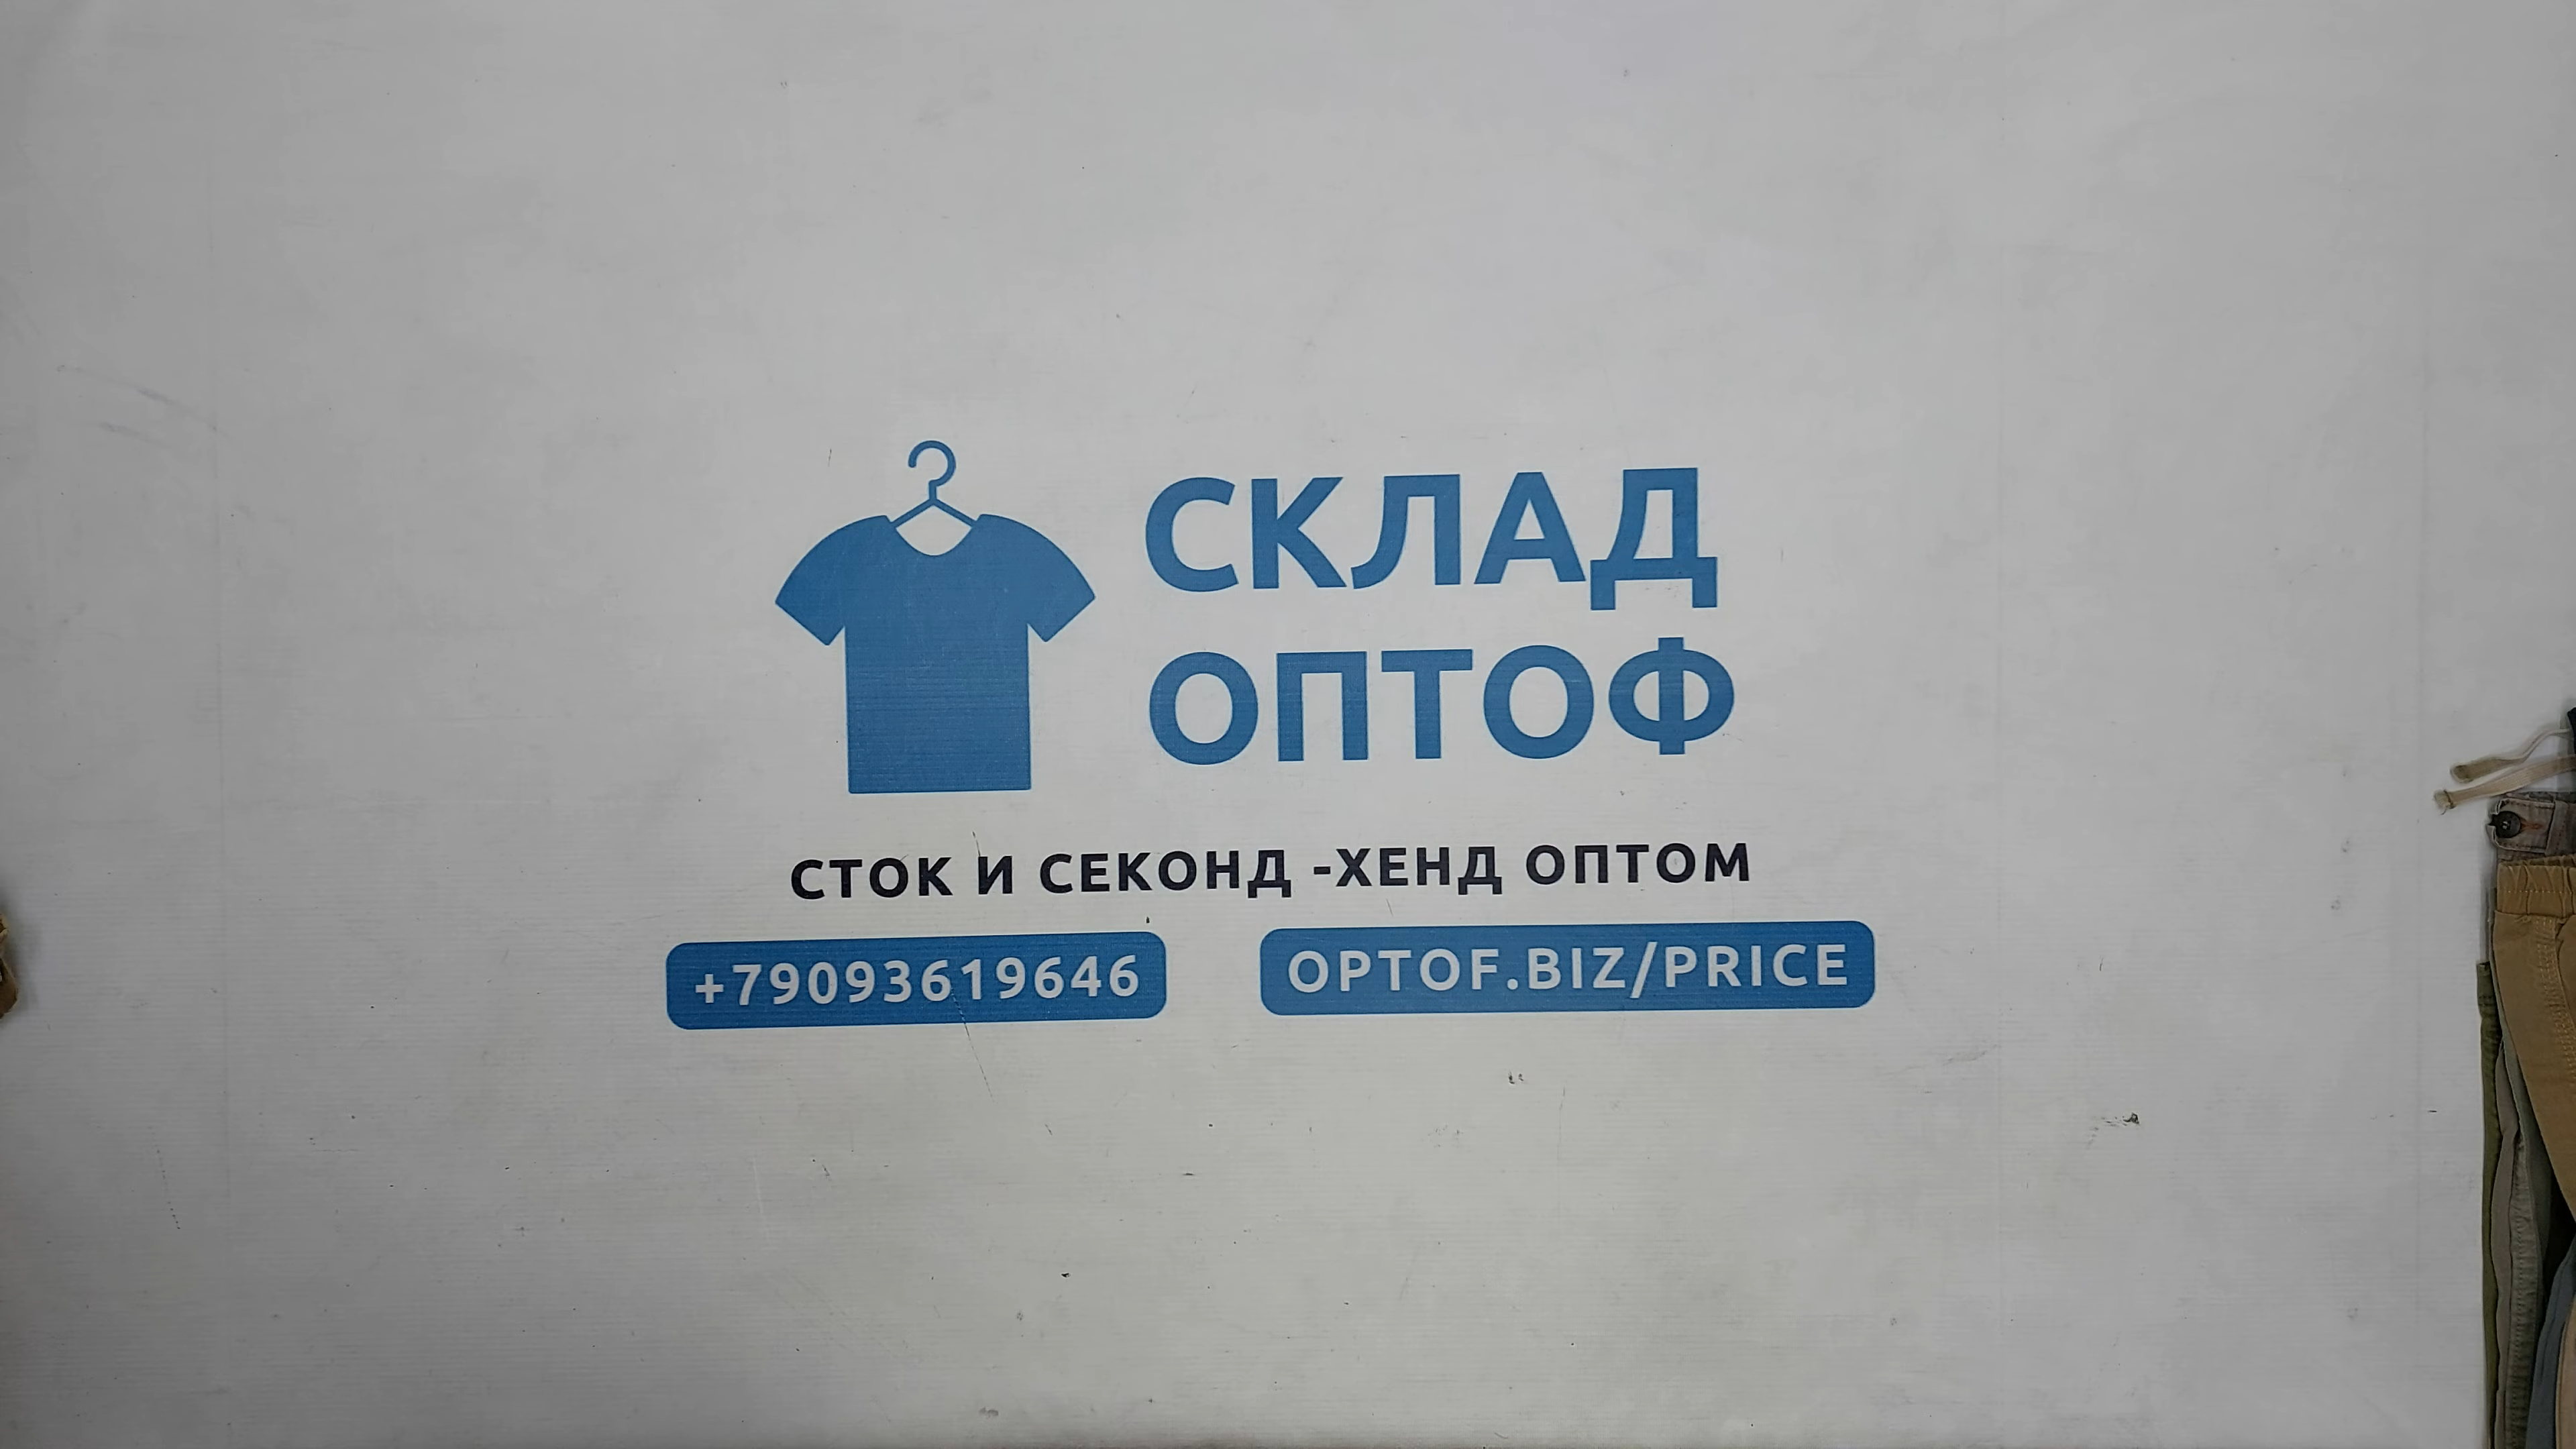 СКЛАД
ОПТОФ
СТОК И СЕКОНД -ХЕНД ОПТОМ
+79093619646
OPTOF.BIZ/PRICE